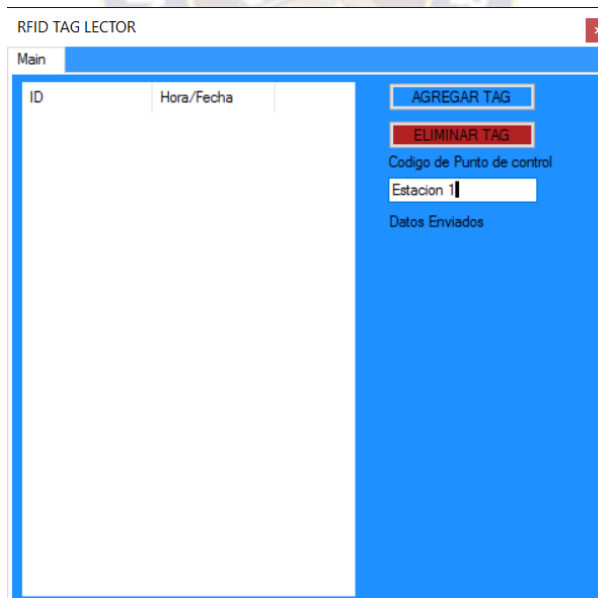 RFID TAG LECTOR
Main
ID Hora/Fecha
AGREGAR TAG
ELIMINAR TAG
Codigo de Punto de control
Estacion 1
Datos Enviados